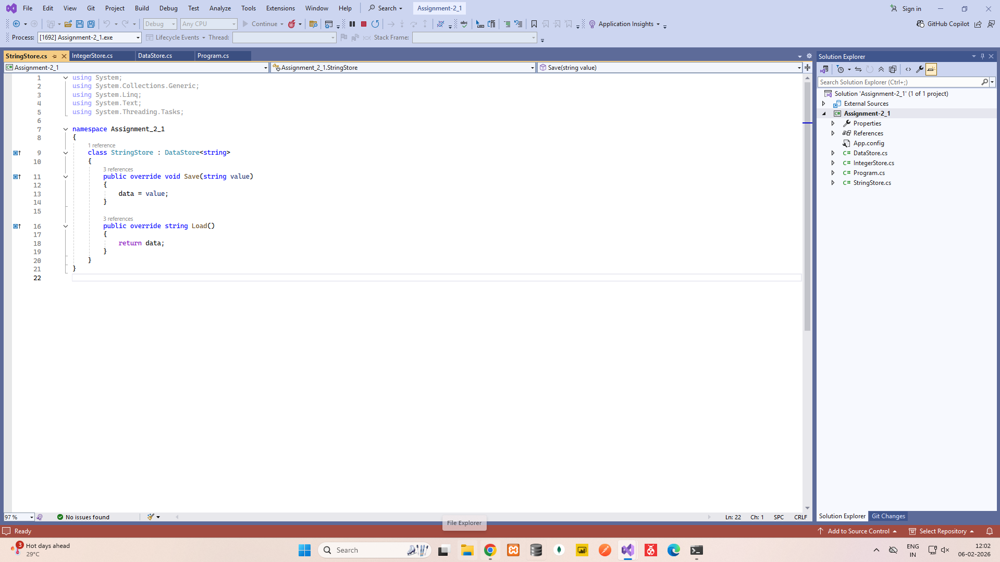 File Edit View Git Project Build Debug Test Analyze Tools Extensions Window Help Search Assignment-2_1 Sign in
Debug Any CPU Continue abc Application Insights GitHub Copilot
Process: [1692] Assignment-2_1.exe Lifecycle Events Thread: Stack Frame:
StringStore.cs IntegerStore.cs DataStore.cs Program.cs
Assignment-2_1 Assignment_2_1.StringStore Save(string value)
1 using System;
2 using System.Collections.Generic;
3 using System.Linq;
4 using System.Text;
5 using System.Threading.Tasks;
6
7 namespace Assignment_2_1
8 {
1 reference
9 class StringStore : DataStore<string>
10 {
3 references
11 public override void Save(string value)
12 {
13 data = value;
14 }
15
3 references
16 public override string Load()
17 {
18 return data;
19 }
20 }
21 }
22
97 % No issues found Ln: 22 Ch: 1 SPC CRLF
File Explorer
Solution Explorer
Search Solution Explorer (Ctrl+;)
Solution 'Assignment-2_1' (1 of 1 project)
External Sources
C# Assignment-2_1
Properties
References
App.config
C# DataStore.cs
C# IntegerStore.cs
C# Program.cs
C# StringStore.cs
Solution Explorer Git Changes
Ready Add to Source Control Select Repository
3 Hot days ahead
29°C
Search
ENG
IN
12:02
06-02-2026